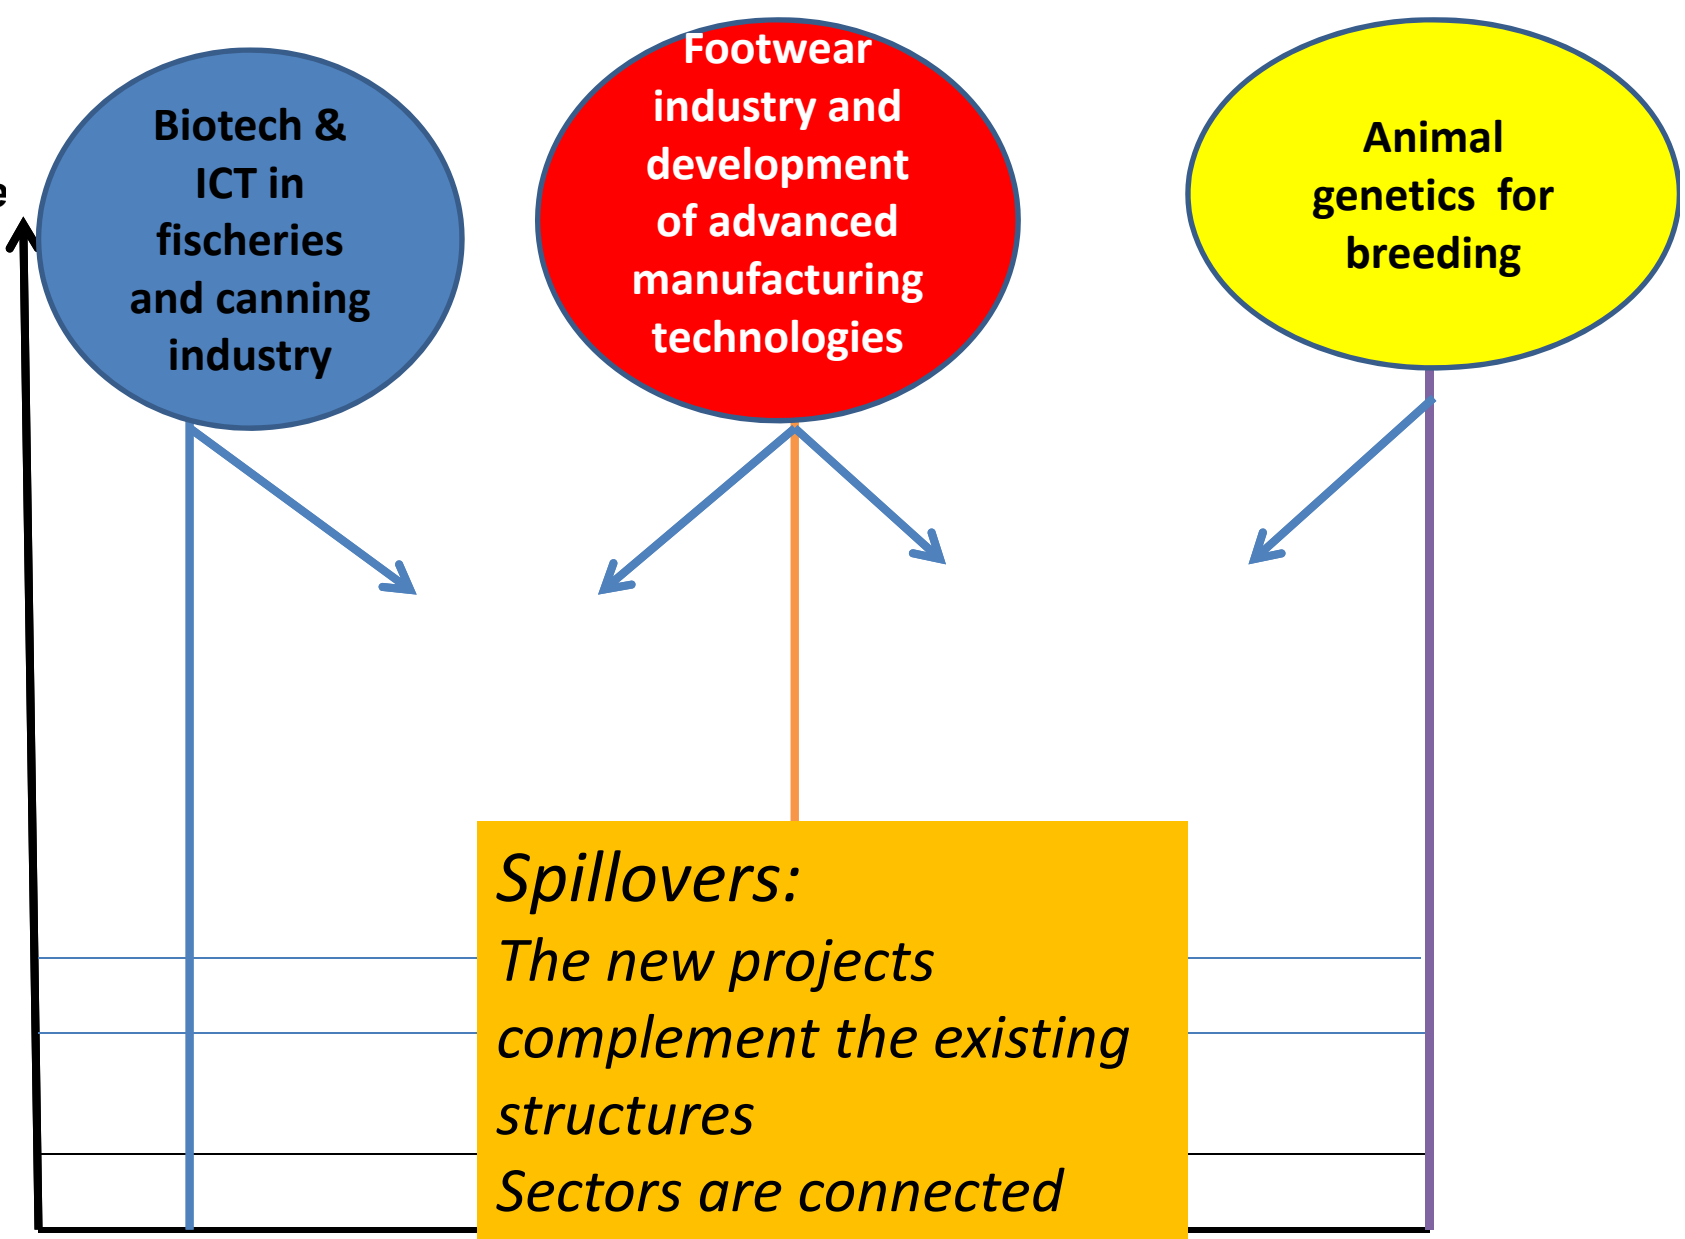 Biotech &
ICT in
fischeries
and canning
industry
Footwear
industry and
development
of advanced
manufacturing
technologies
Animal
genetics for
breeding
Spillovers:
The new projects
complement the existing
structures
Sectors are connected